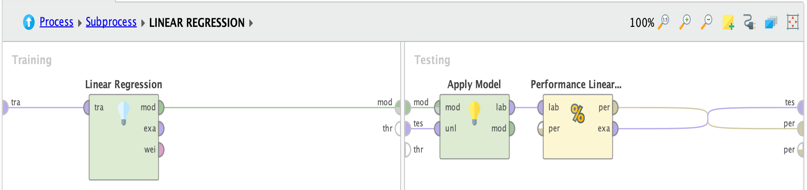 Process Subprocess LINEAR REGRESSION 100%
Training
Testing
Linear Regression
Apply Model
Performance Linear...
tra tra mod mod mod mod lab lab per tes
exa thr tes unl mod per exa per
wei thr per